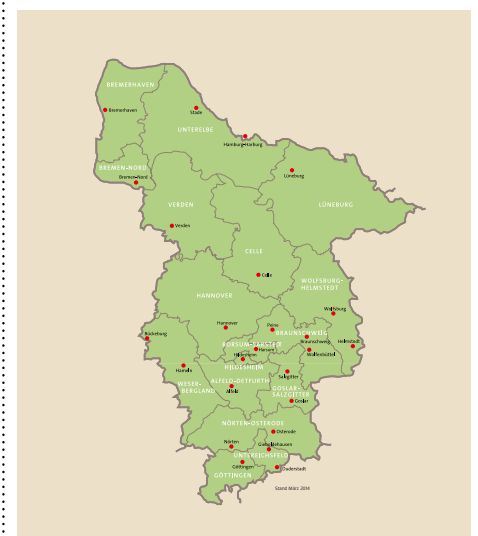 BREMERHAVEN
Bremerhaven
Stade
UNTERELBE
Hamburg-Harburg
BREMEN-NORD
Bremen-Nord
Lüneburg
VERDEN
LÜNEBURG
Verden
CELLE
Celle
WOLFSBURG-
HELMSTEDT
HANNOVER
Wolfsburg
Hannover
Peine
BRAUNSCHWEIG
Bückeburg
Braunschweig
Helmstedt
BORSUM-SARSTEDT
Harsum
Wolfenbüttel
Hildesheim
HILDESHEIM
Hameln
Salzgitter
WESER-
BERGLAND
ALFELD-DETFURTH
Alfeld
GOSLAR-
SALZGITTER
Goslar
NÖRTEN-OSTERODE
Osterode
Nörten
Gieboldehausen
UNTEREICHSFELD
Göttingen
Duderstadt
GÖTTINGEN
Stand März 2014